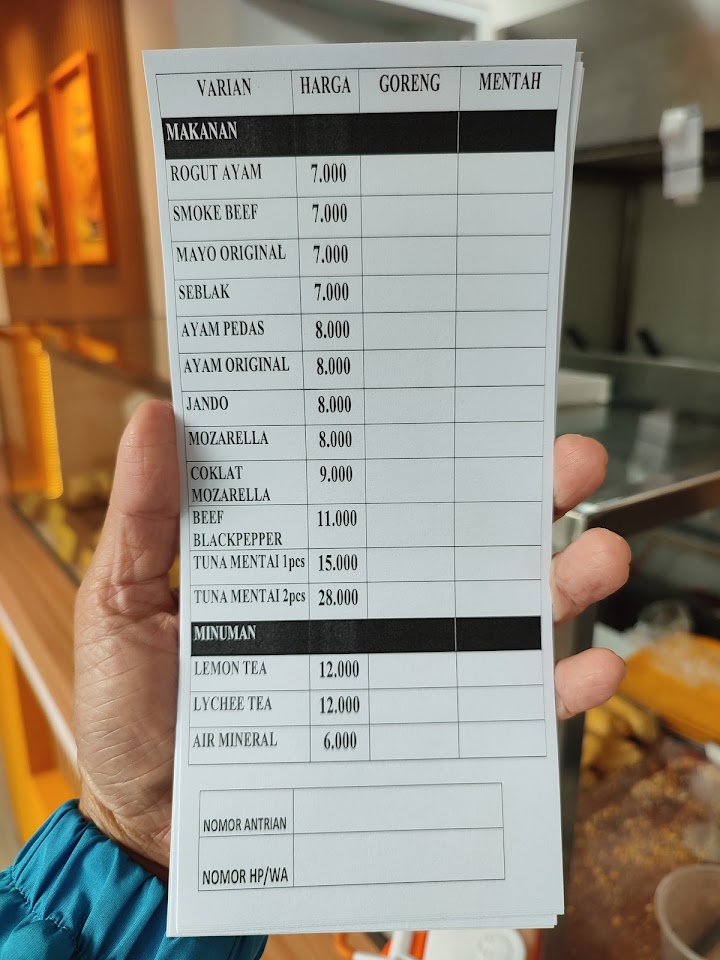 VARIAN HARGA GORENG MENTAH
MAKANAN
ROGUT AYAM 7.000
SMOKE BEEF 7.000
MAYO ORIGINAL 7.000
SEBLAK 7.000
AYAM PEDAS 8.000
AYAM ORIGINAL 8.000
JANDO 8.000
MOZARELLA 8.000
COKLAT 9.000
MOZARELLA
BEEF 11.000
BLACKPEPPER
TUNA MENTAI 1pcs 15.000
TUNA MENTAI 2pcs 28.000
MINUMAN
LEMON TEA 12.000
LYCHEE TEA 12.000
AIR MINERAL 6.000
NOMOR ANTRIAN
NOMOR HP/WA